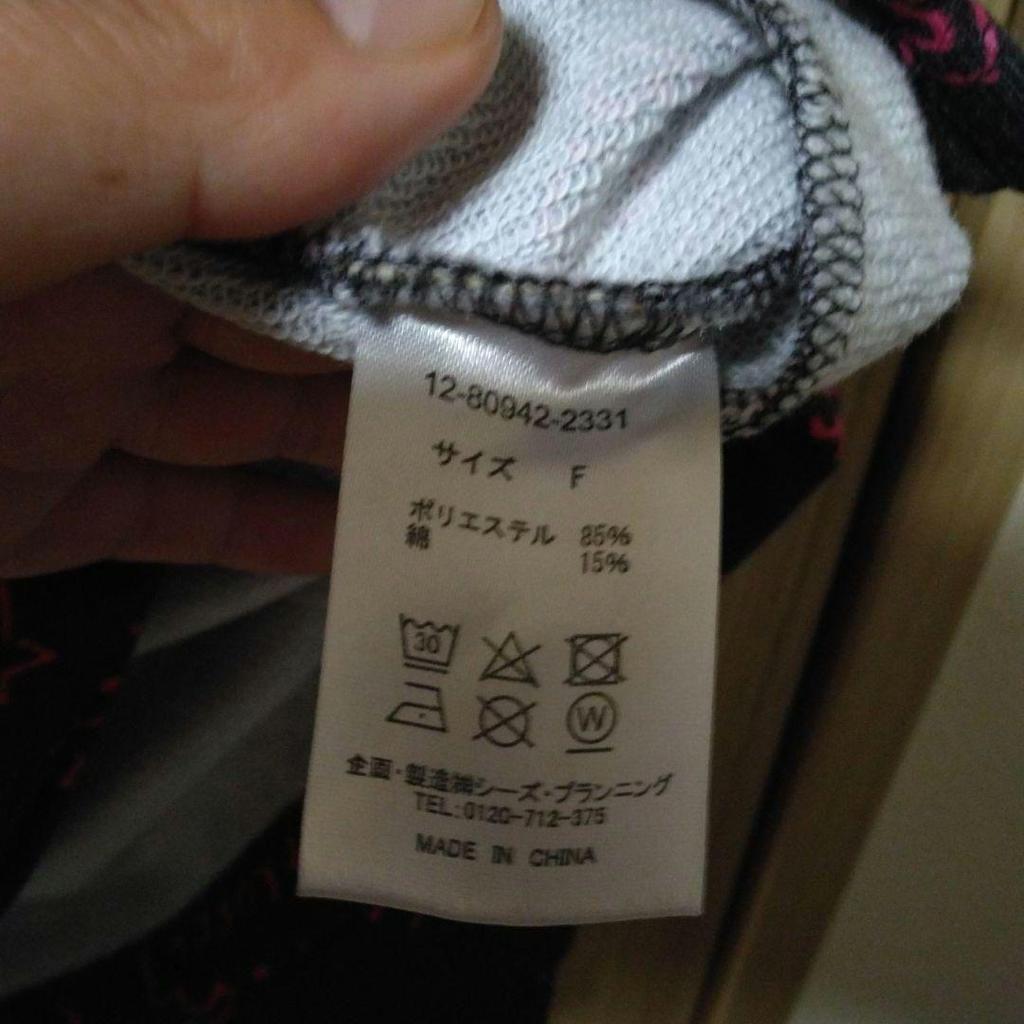 12-80942-2331
サイズ F
ポリエステル 85%
綿 15%
30
W
企画・製造㈱シーズ・プランニング
TEL:0120-712-375
MADE IN CHINA